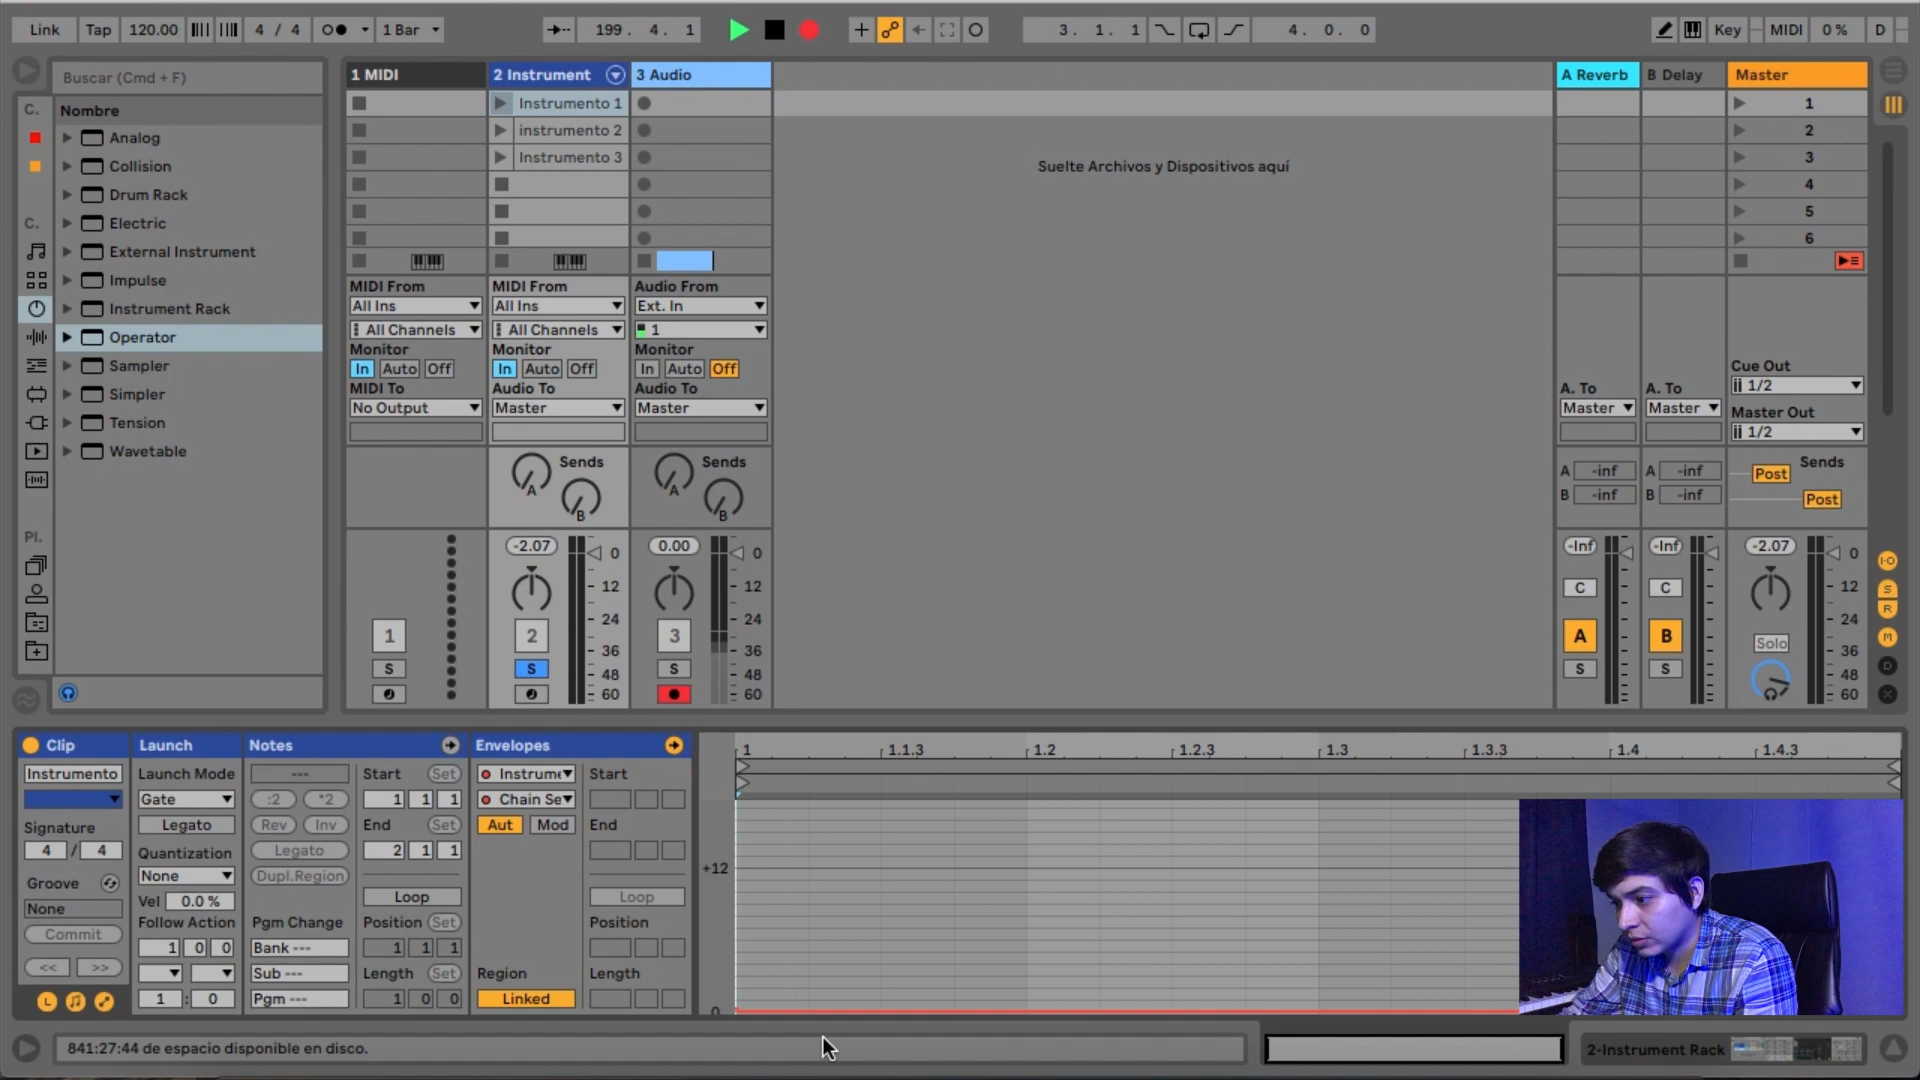 Link Tap 120.00 4 / 4 1 Bar 199. 4. 1 3. 1. 1 4. 0. 0 Key MIDI 0 % D
Buscar (Cmd + F)
C. Nombre
Analog
Collision
Drum Rack
C. Electric
External Instrument
Impulse
Instrument Rack
Operator
Sampler
Simpler
Tension
Wavetable
Pl.
1 MIDI 2 Instrument 3 Audio A Reverb B Delay Master
Instrumento 1 1
instrumento 2 2
Instrumento 3 3
4
5
6
Suelte Archivos y Dispositivos aquí
MIDI From MIDI From Audio From
All Ins All Ins Ext. In
All Channels All Channels 1
Monitor Monitor Monitor
In Auto Off In Auto Off In Auto Off
MIDI To Audio To Audio To
No Output Master Master
A. To A. To
Master Master
Cue Out
1/2
Master Out
1/2
Sends Sends Sends
A A A -inf A -inf Post
B B B -inf B -inf Post
-2.07 0.00 -Inf -Inf -2.07
0 0 0
12 12 C C 12
24 24 24
1 2 3 A B Solo
36 36 36
S S S S S
48 48 48
60 60 60
I·O
S
R
M
D
X
Clip Launch Notes Envelopes
Instrumento Launch Mode --- Start Set Instrume Start
Gate :2 *2 1 1 1 Chain Se
Signature Legato Rev Inv End Set Aut Mod End
4 / 4 Quantization Legato 2 1 1
Groove None Dupl.Region Loop Loop
None Vel 0.0 %
Commit Follow Action Pgm Change Position Set Position
<< >> 1 0 0 Bank --- 1 1 1
Sub --- Length Set Region Length
L 1 : 0 Pgm --- 1 0 0 Linked
1 1.1.3 1.2 1.2.3 1.3 1.3.3 1.4 1.4.3
+12
0
841:27:44 de espacio disponible en disco.
2-Instrument Rack